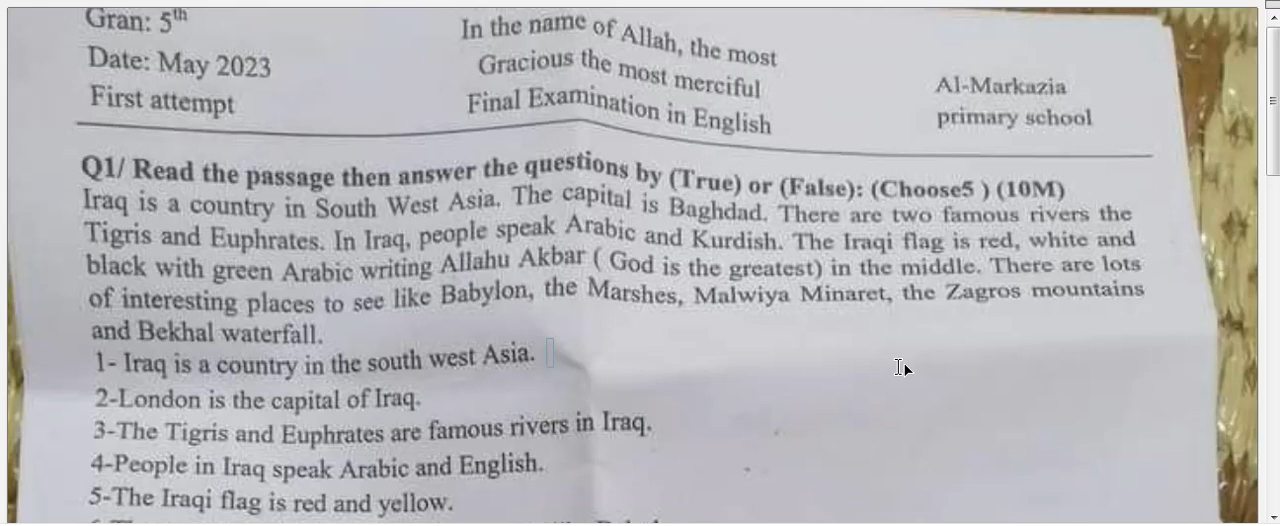 Gran: 5th
Date: May 2023
First attempt
In the name of Allah, the most
Gracious the most merciful
Final Examination in English
Al-Markazia
primary school
Q1/ Read the passage then answer the questions by (True) or (False): (Choose5 ) (10M)
Iraq is a country in South West Asia. The capital is Baghdad. There are two famous rivers the
Tigris and Euphrates. In Iraq, people speak Arabic and Kurdish. The Iraqi flag is red, white and
black with green Arabic writing Allahu Akbar ( God is the greatest) in the middle. There are lots
of interesting places to see like Babylon, the Marshes, Malwiya Minaret, the Zagros mountains
and Bekhal waterfall.
1- Iraq is a country in the south west Asia.
2-London is the capital of Iraq.
3-The Tigris and Euphrates are famous rivers in Iraq.
4-People in Iraq speak Arabic and English.
5-The Iraqi flag is red and yellow.